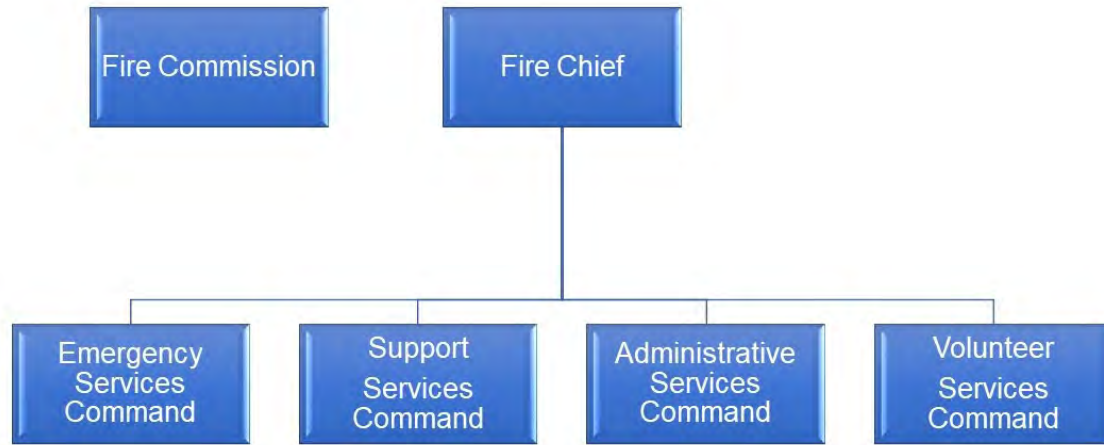 Fire Commission
Fire Chief
Emergency
Services
Command
Support
Services
Command
Administrative
Services
Command
Volunteer
Services
Command